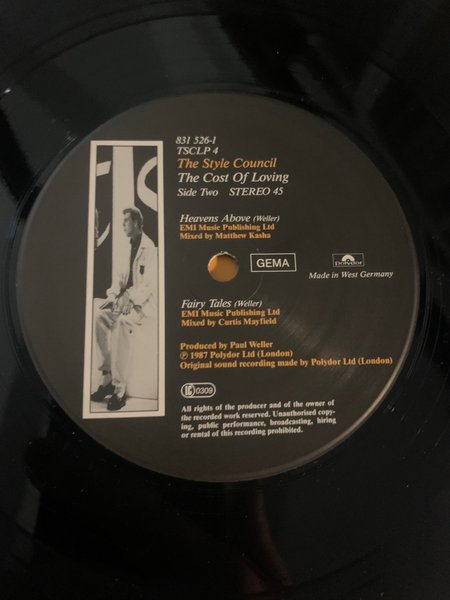 831 526-1
TSCLP 4
The Style Council
The Cost Of Loving
Side Two STEREO 45
Heavens Above (Weller)
EMI Music Publishing Ltd
Mixed by Matthew Kasha
GEMA
Polydor
Made in West Germany
Fairy Tales (Weller)
EMI Music Publishing Ltd
Mixed by Curtis Mayfield
Produced by Paul Weller
℗ 1987 Polydor Ltd (London)
Original sound recording made by Polydor Ltd (London)
LC 0309
All rights of the producer and of the owner of
the recorded work reserved. Unauthorised copy-
ing, public performance, broadcasting, hiring
or rental of this recording prohibited.